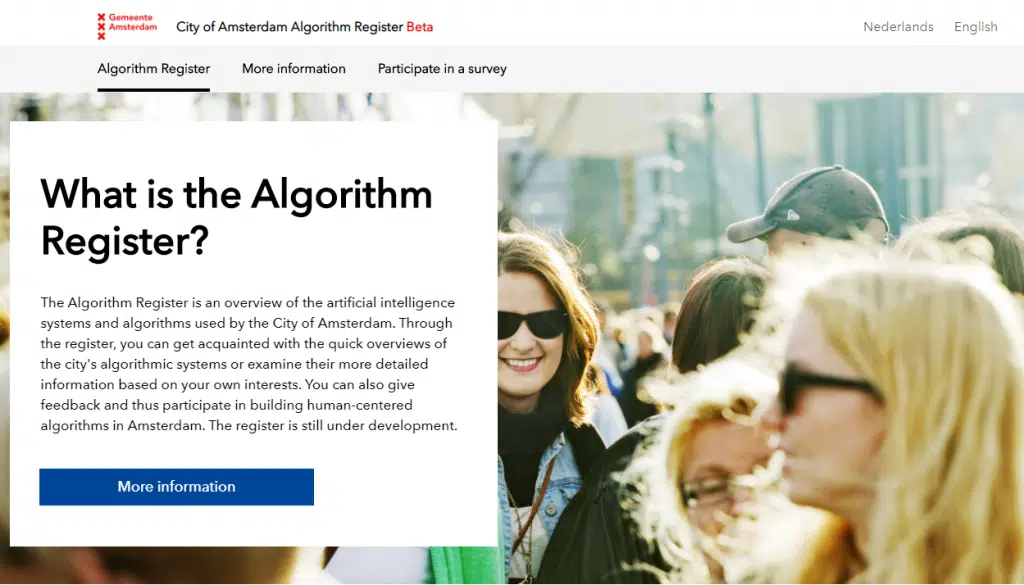 Gemeente
Amsterdam
City of Amsterdam Algorithm Register Beta
Nederlands
English
Algorithm Register
More information
Participate in a survey
What is the Algorithm
Register?
The Algorithm Register is an overview of the artificial intelligence
systems and algorithms used by the City of Amsterdam. Through
the register, you can get acquainted with the quick overviews of
the city's algorithmic systems or examine their more detailed
information based on your own interests. You can also give
feedback and thus participate in building human-centered
algorithms in Amsterdam. The register is still under development.
More information